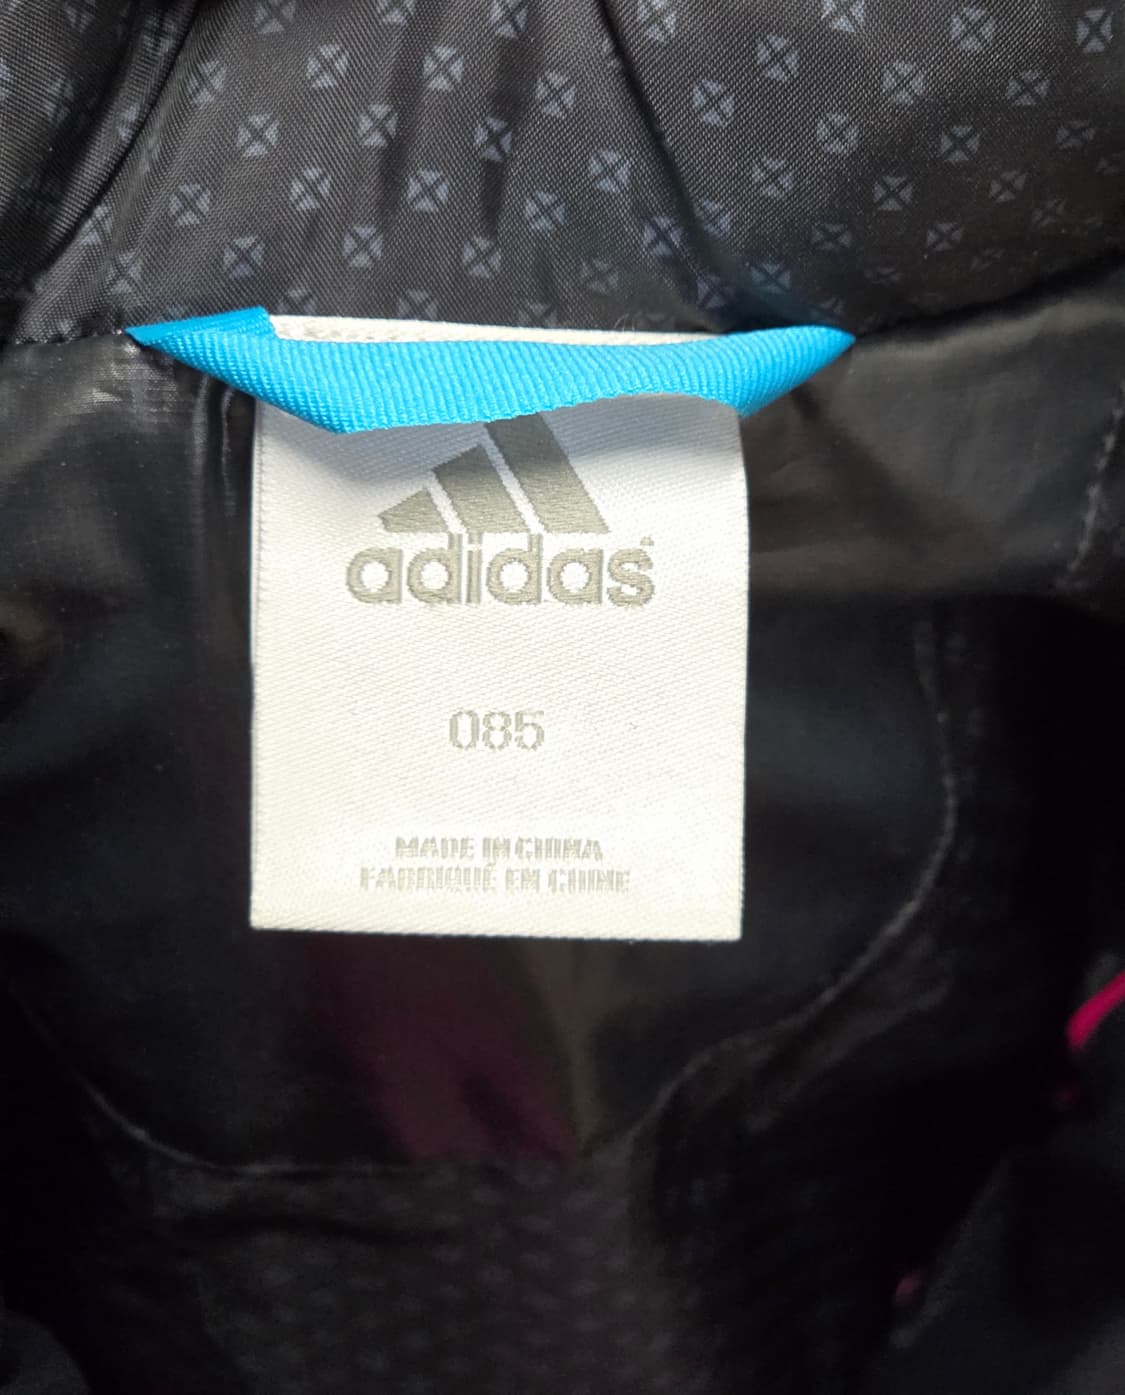 adidas
085
MADE IN CHINA
FABRIQUÉ EN CHINE